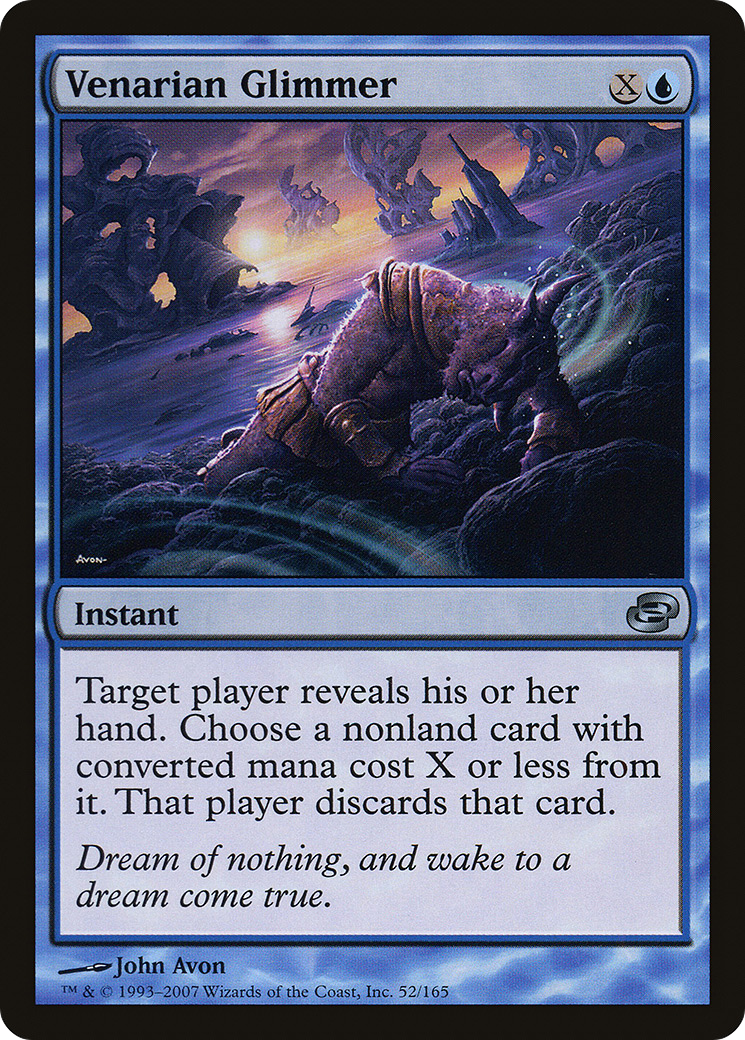 Venarian Glimmer X
AVON-
Instant
Target player reveals his or her
hand. Choose a nonland card with
converted mana cost X or less from
it. That player discards that card.
Dream of nothing, and wake to a
dream come true.
John Avon
™ & © 1993–2007 Wizards of the Coast, Inc. 52/165